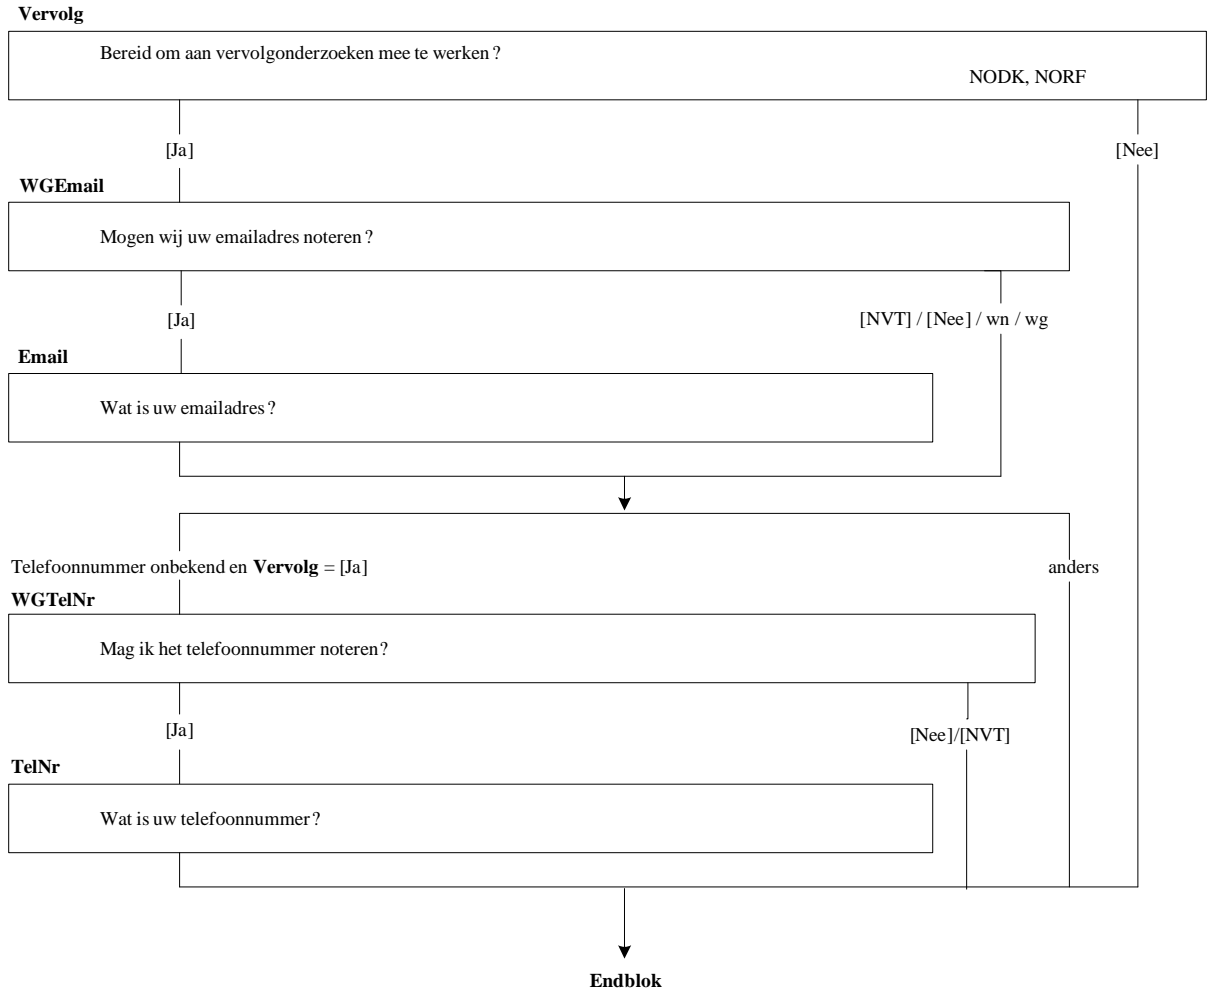 Vervolg
Bereid om aan vervolgonderzoeken mee te werken ?
NODK, NORF
[Ja]
[Nee]
WGEmail
Mogen wij uw emailadres noteren ?
[Ja]
[NVT] / [Nee] / wn / wg
Email
Wat is uw emailadres ?
Telefoonnummer onbekend en Vervolg = [Ja]
anders
WGTelNr
Mag ik het telefoonnummer noteren ?
[Ja]
[Nee]/[NVT]
TelNr
Wat is uw telefoonnummer ?
Endblok